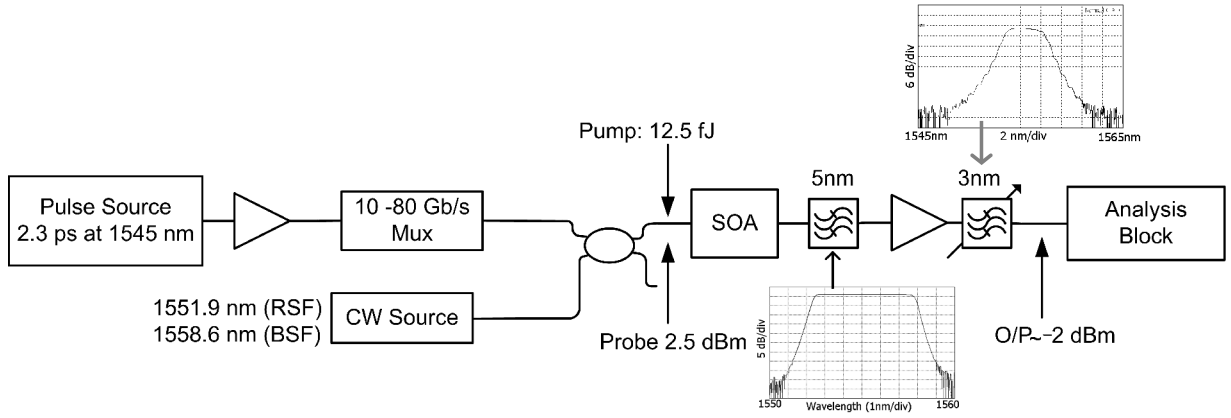 6 dB/div
1545nm
2 nm/div
1565nm
Pump: 12.5 fJ
5nm
3nm
Pulse Source
2.3 ps at 1545 nm
10 -80 Gb/s
Mux
SOA
Analysis
Block
1551.9 nm (RSF)
1558.6 nm (BSF)
CW Source
Probe 2.5 dBm
O/P~-2 dBm
5 dB/div
1550
Wavelength (1nm/div)
1560